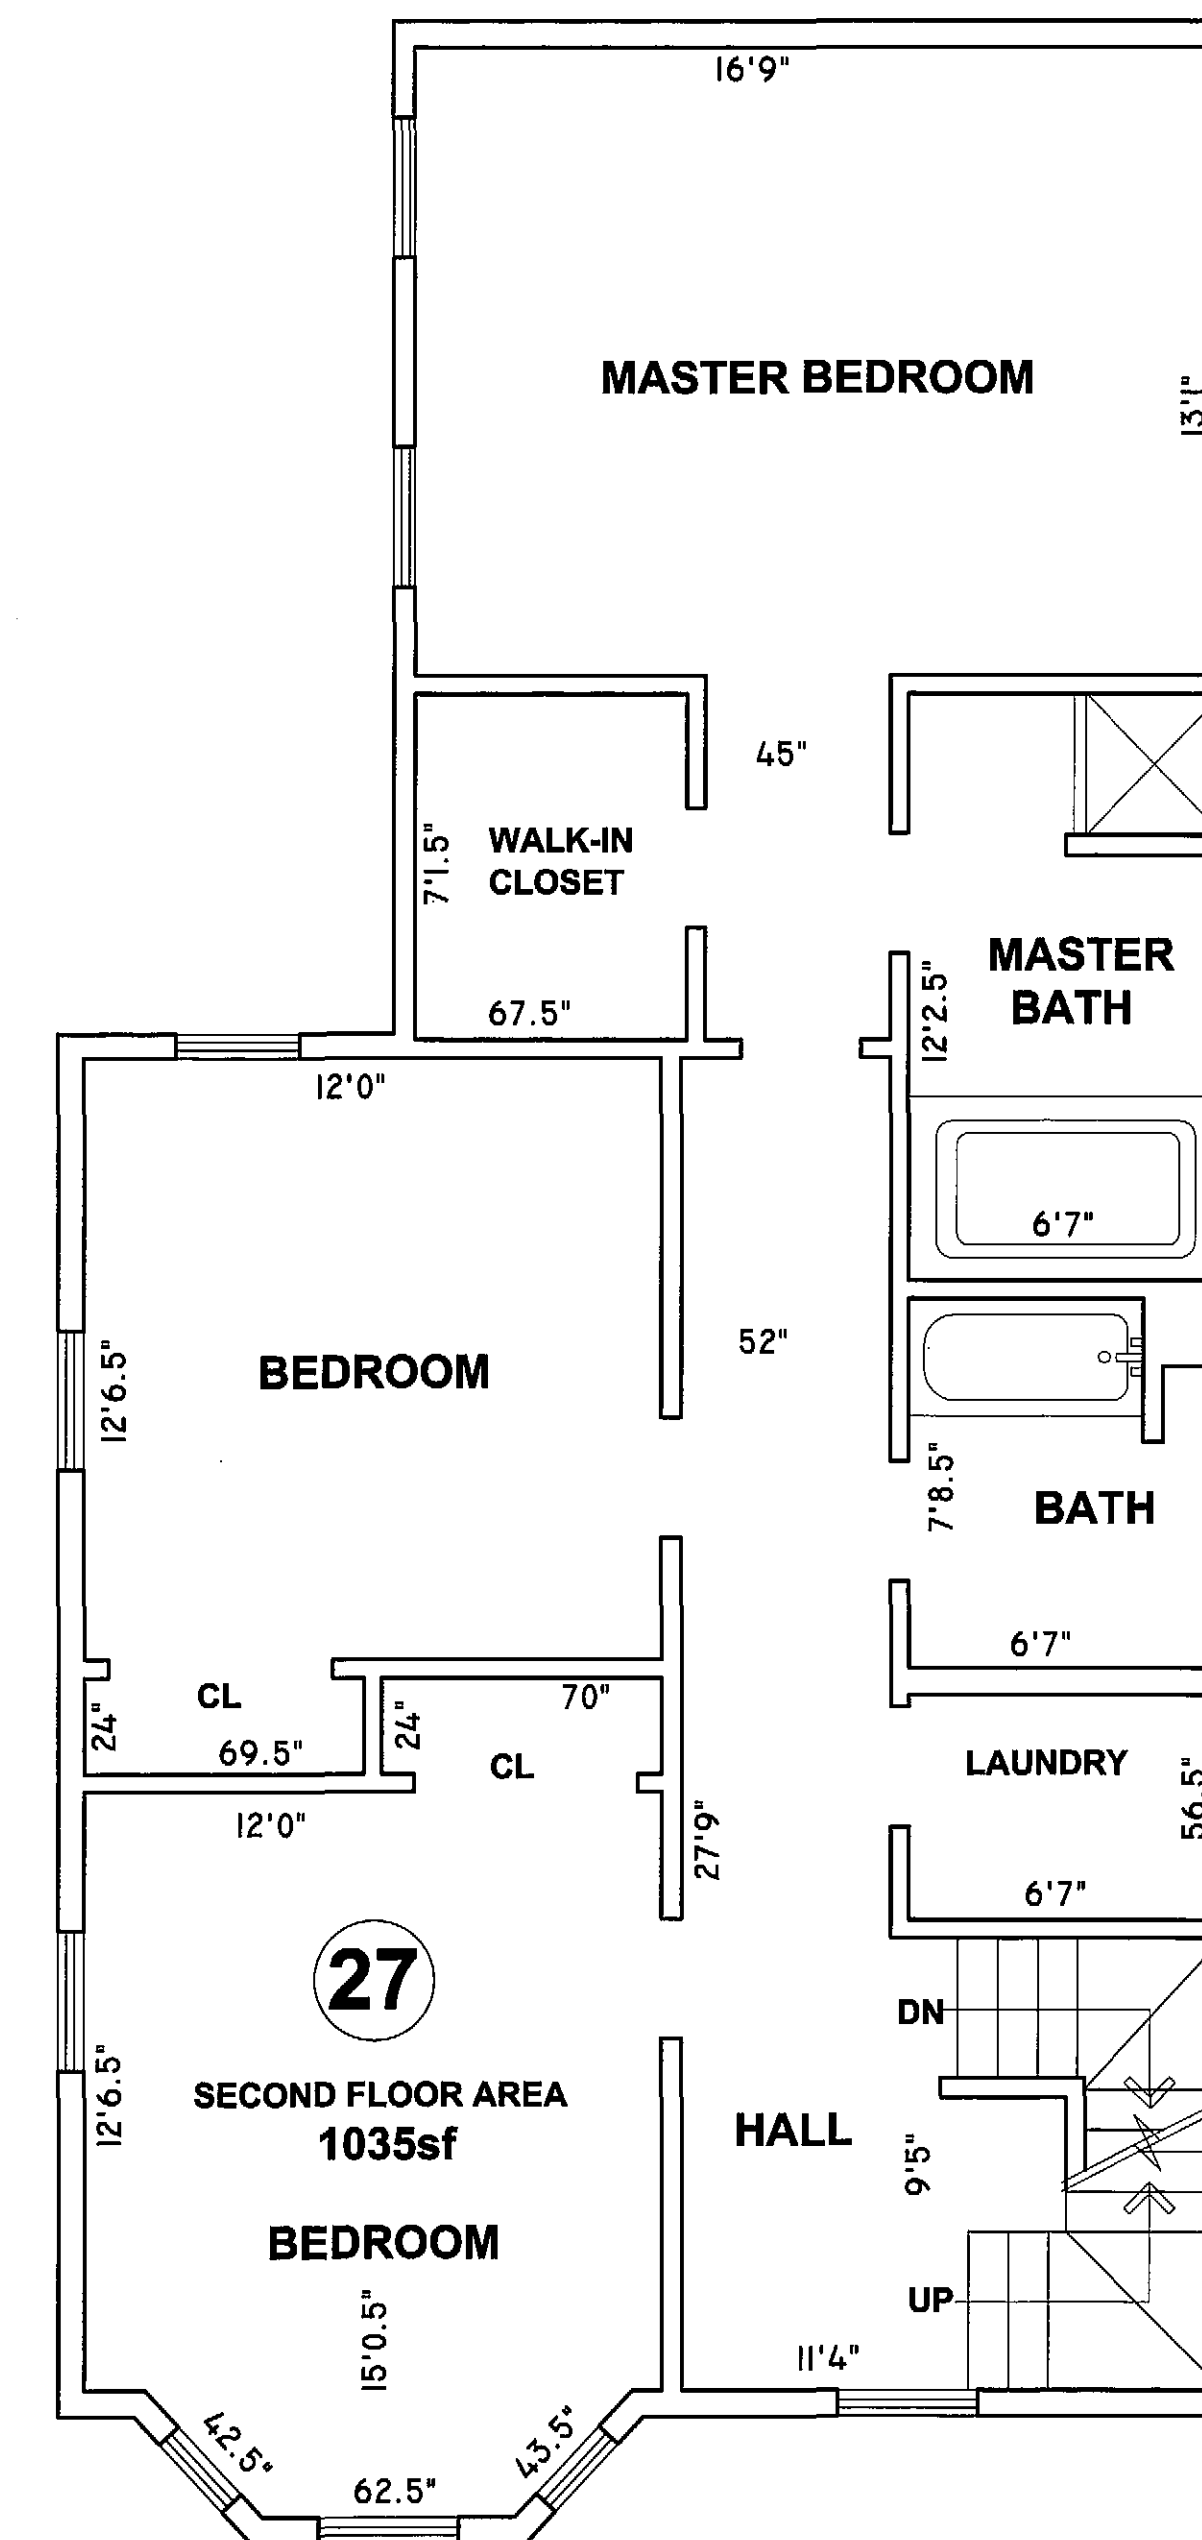 16'9"
MASTER BEDROOM
13'1"
45"
WALK-IN
CLOSET
7'1.5"
67.5"
MASTER
BATH
12'2.5"
12'0"
6'7"
52"
BEDROOM
12'6.5"
7'8.5"
BATH
6'7"
CL
24"
69.5"
24"
70"
CL
LAUNDRY
56.5"
12'0"
27'9"
6'7"
27
DN
SECOND FLOOR AREA
1035sf
12'6.5"
HALL
9'5"
BEDROOM
15'0.5"
UP
11'4"
42.5"
43.5"
62.5"